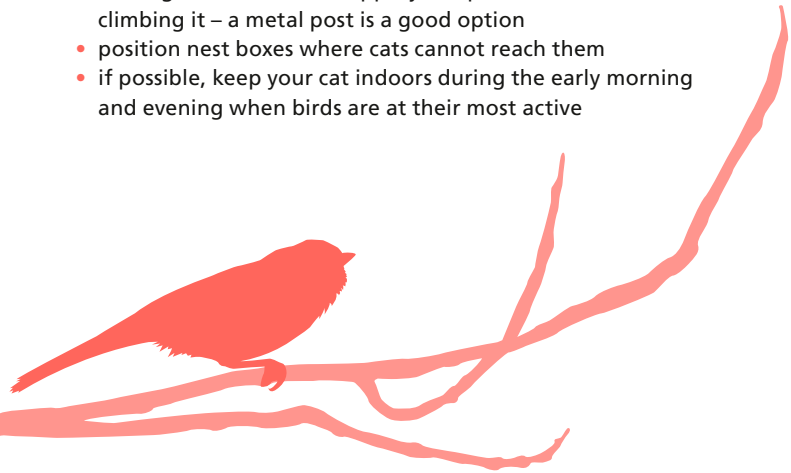 climbing it – a metal post is a good option
• position nest boxes where cats cannot reach them
• if possible, keep your cat indoors during the early morning
and evening when birds are at their most active